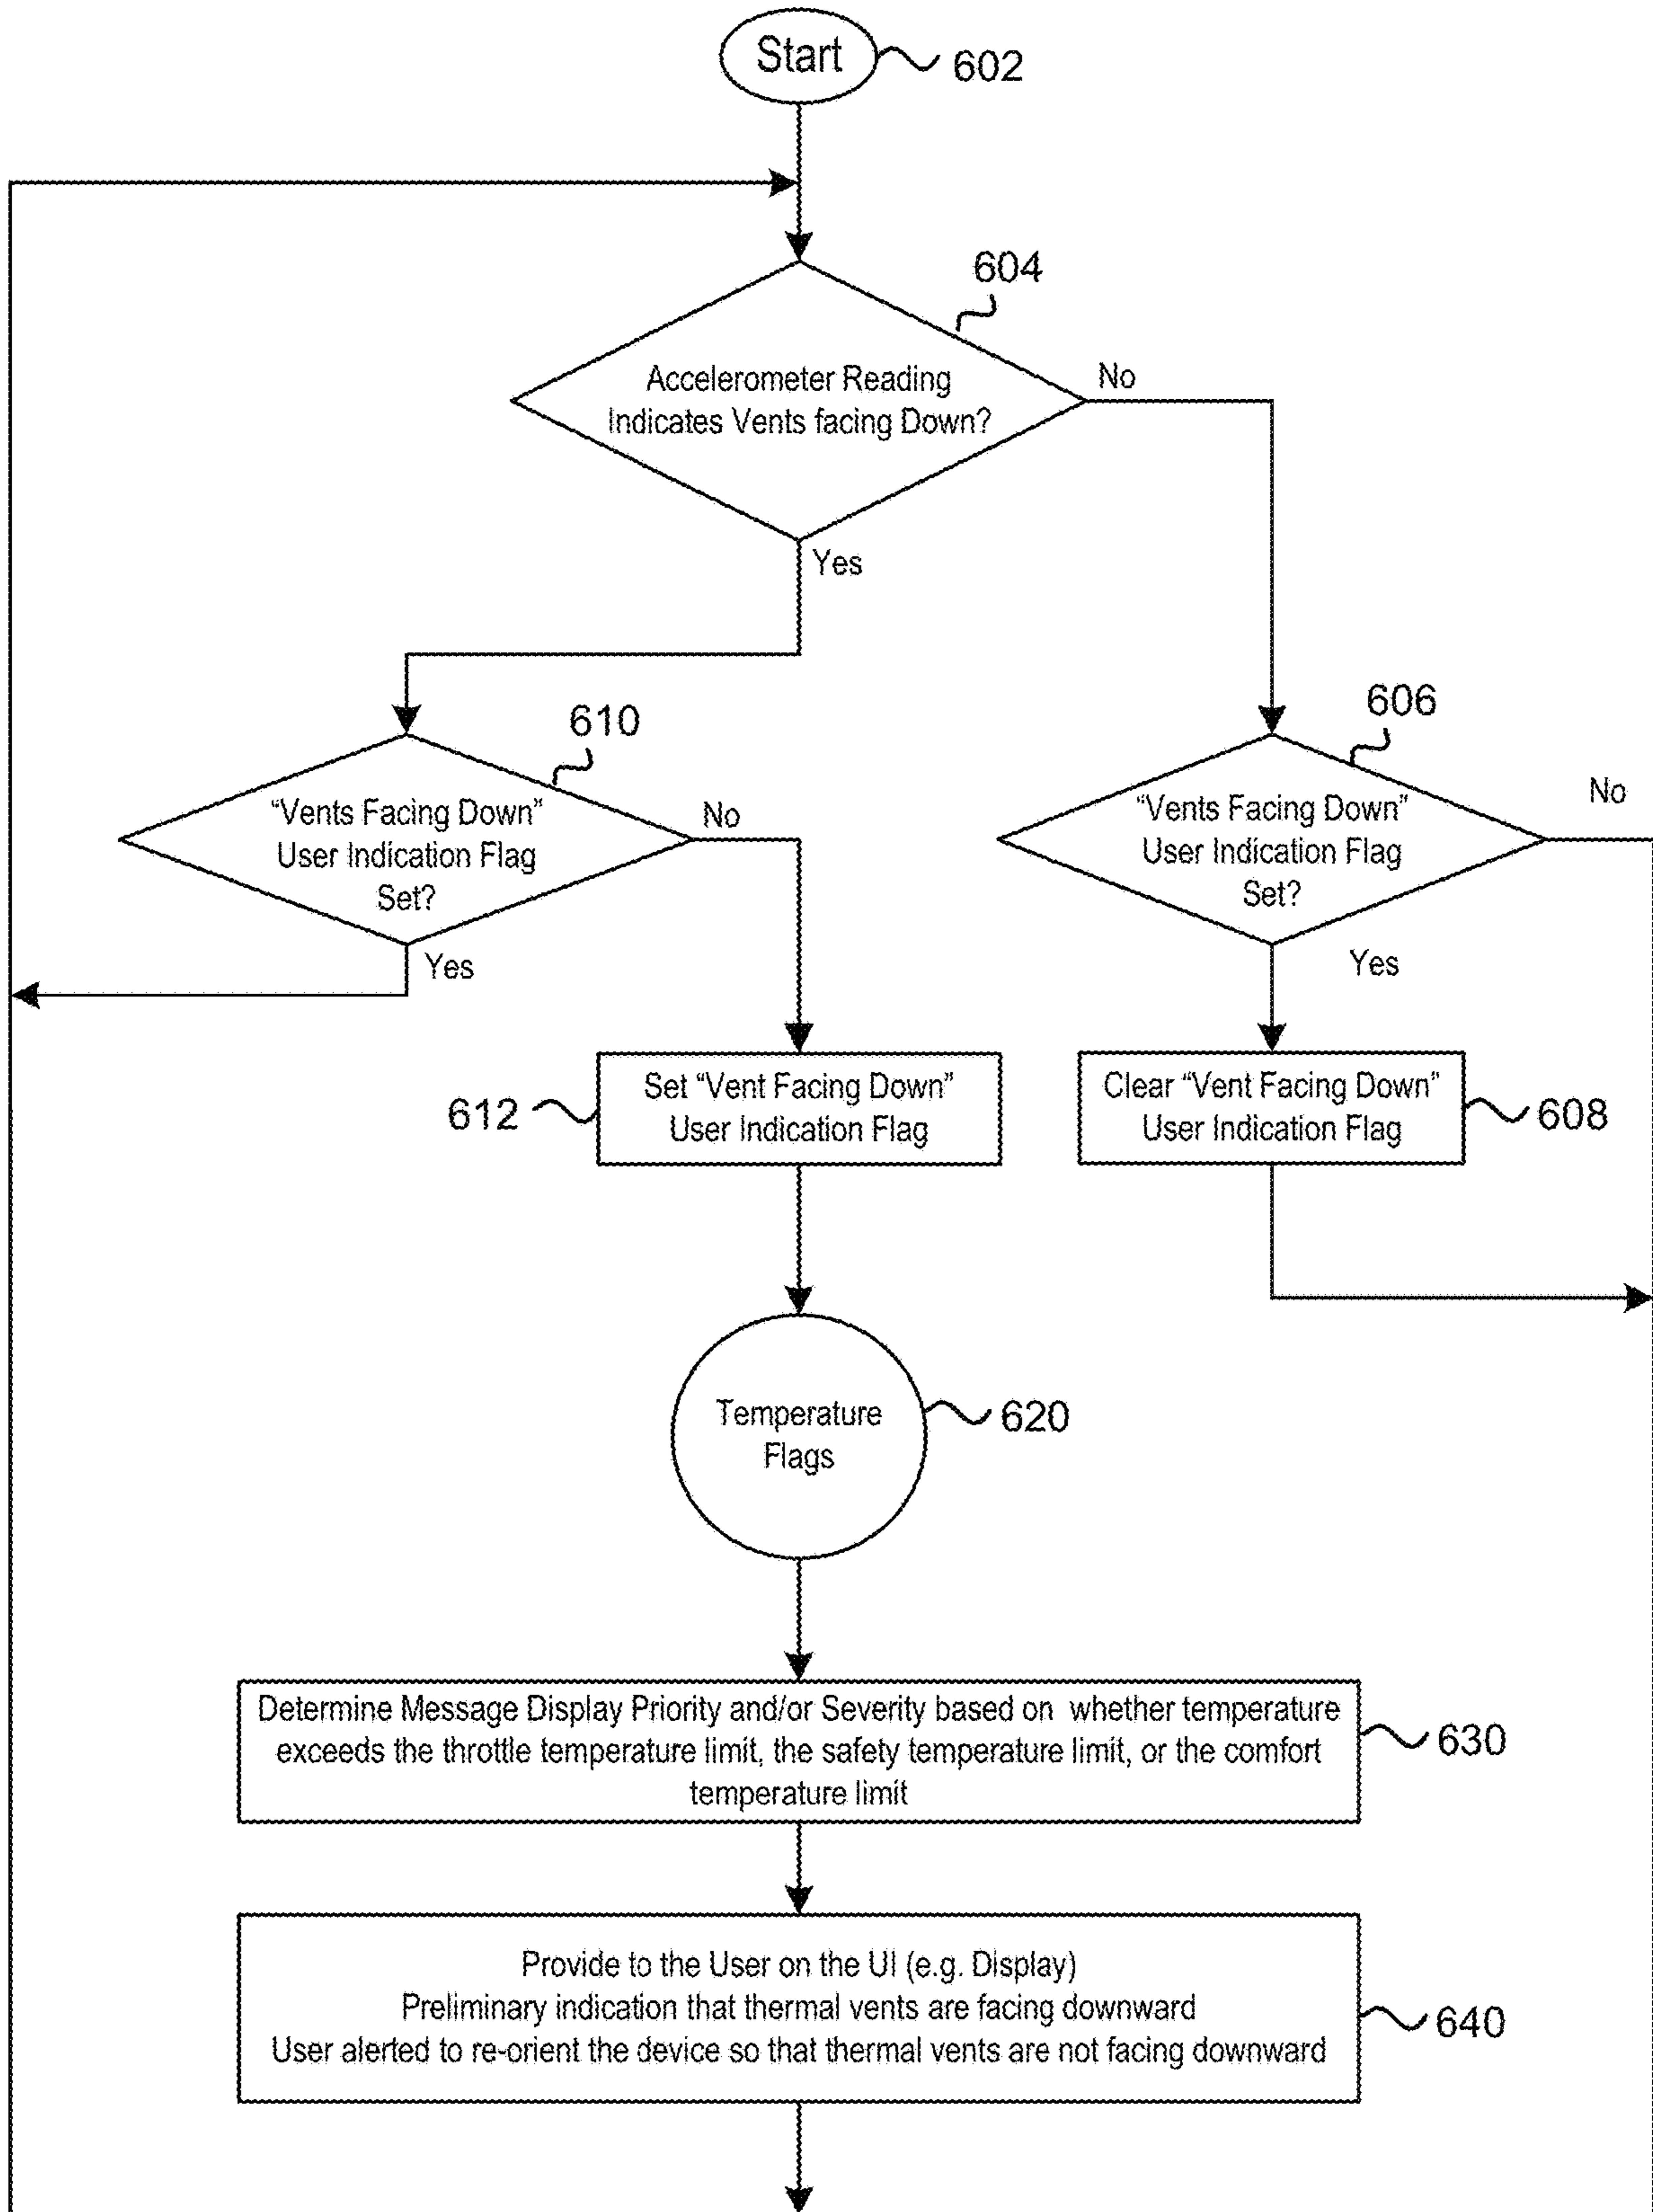 Start
602
604
Accelerometer Reading
Indicates Vents facing Down?
No
Yes
610
"Vents Facing Down"
User Indication Flag
Set?
No
Yes
606
"Vents Facing Down"
User Indication Flag
Set?
No
Yes
612
Set "Vent Facing Down"
User Indication Flag
Clear "Vent Facing Down"
User Indication Flag
608
Temperature
Flags
620
Determine Message Display Priority and/or Severity based on whether temperature
exceeds the throttle temperature limit, the safety temperature limit, or the comfort
temperature limit
630
Provide to the User on the UI (e.g. Display)
Preliminary indication that thermal vents are facing downward
User alerted to re-orient the device so that thermal vents are not facing downward
640